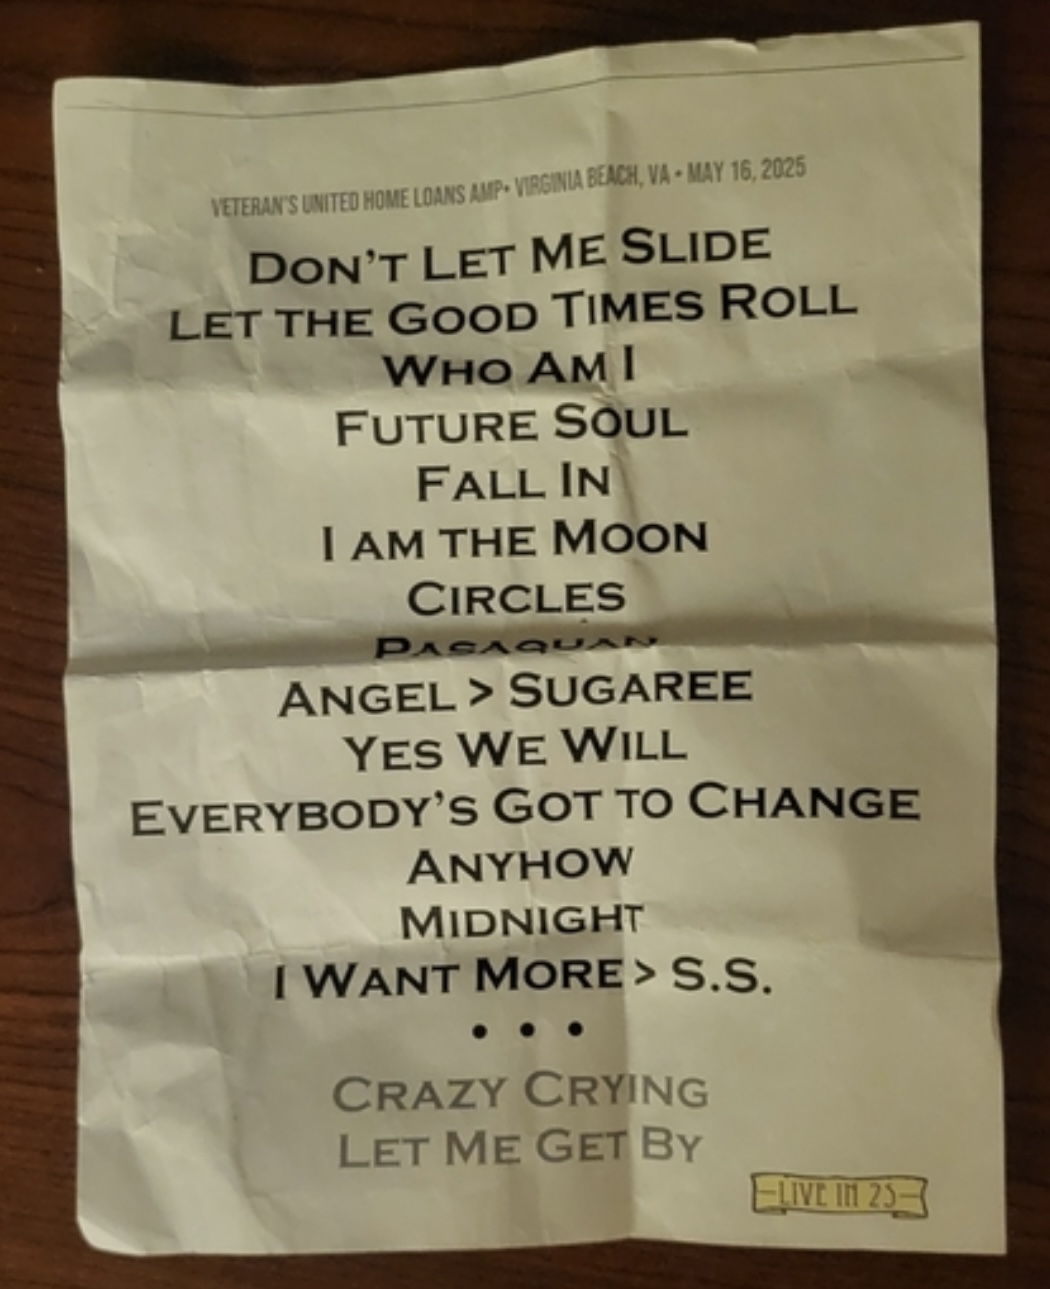 VETERAN'S UNITED HOME LOANS AMP• VIRGINIA BEACH, VA • MAY 16, 2025
DON'T LET ME SLIDE
LET THE GOOD TIMES ROLL
WHO AM I
FUTURE SOUL
FALL IN
I AM THE MOON
CIRCLES
PASAQUAN
ANGEL > SUGAREE
YES WE WILL
EVERYBODY'S GOT TO CHANGE
ANYHOW
MIDNIGHT
I WANT MORE > S.S.
• • •
CRAZY CRYING
LET ME GET BY
LIVE IN 25